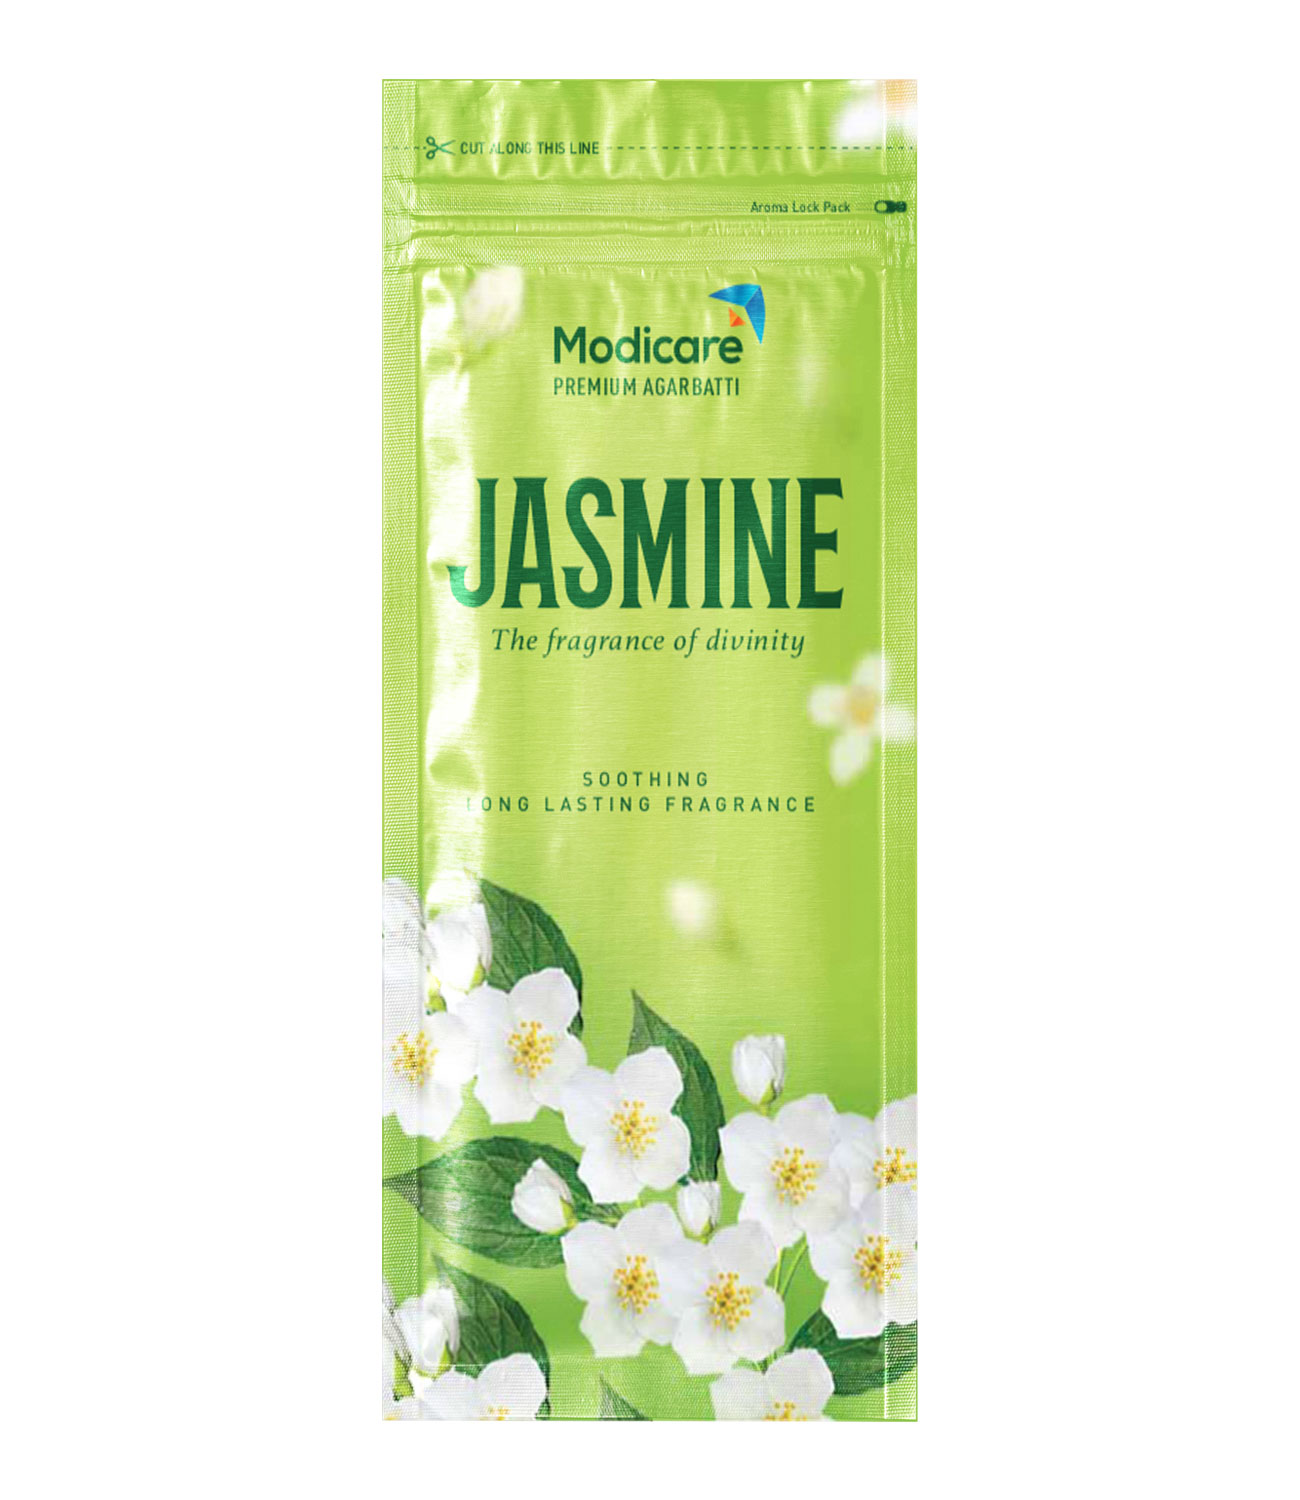 CUT ALONG THIS LINE
Aroma Lock Pack
Modicare
PREMIUM AGARBATTI
JASMINE
The fragrance of divinity
SOOTHING
LONG LASTING FRAGRANCE